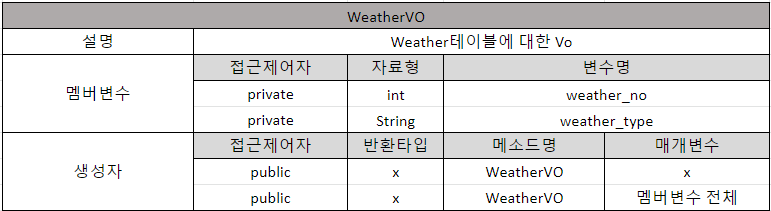 WeatherVO
설명 Weather테이블에 대한 Vo
멤버변수 접근제어자 자료형 변수명
private int weather_no
private String weather_type
생성자 접근제어자 반환타입 메소드명 매개변수
public x WeatherVO x
public x WeatherVO 멤버변수 전체